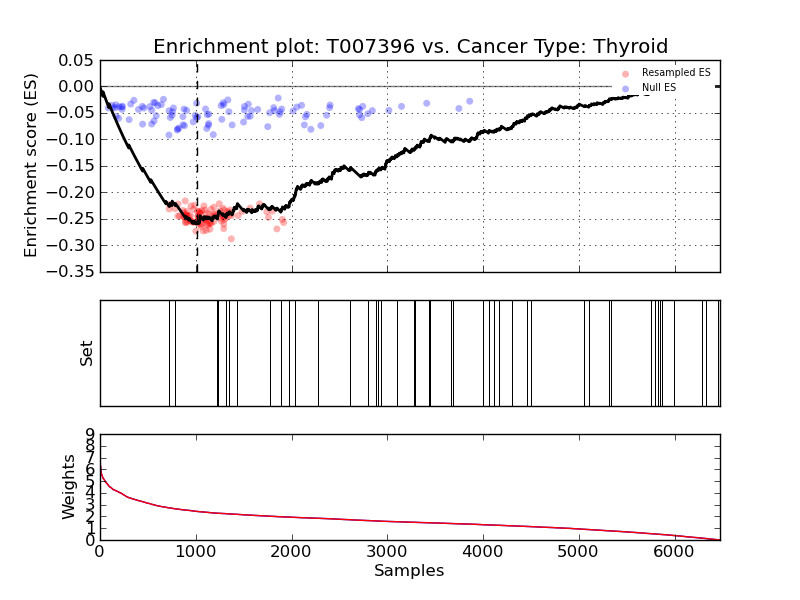 Enrichment plot: T007396 vs. Cancer Type: Thyroid
Enrichment score (ES)
0.05
0.00
−0.05
−0.10
−0.15
−0.20
−0.25
−0.30
−0.35
Resampled ES
Null ES
Set
Weights
9
8
7
6
5
4
3
2
1
0
0 1000 2000 3000 4000 5000 6000
Samples